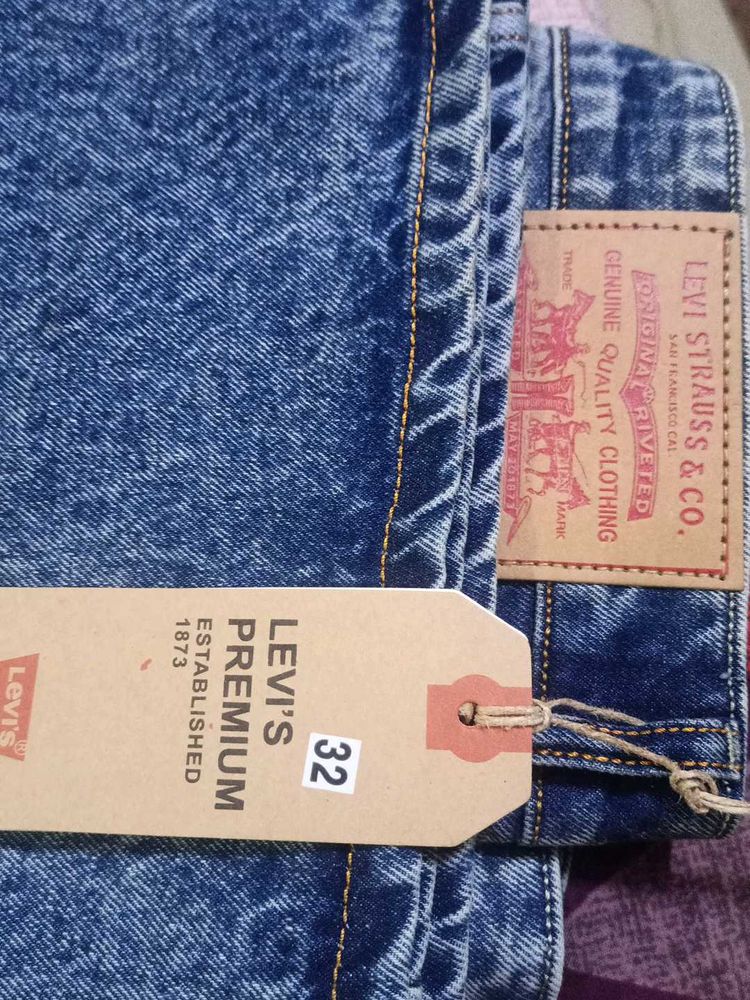 LEVI STRAUSS & CO.
SAN FRANCISCO CAL
ORIGINAL RIVETED
GENUINE QUALITY CLOTHING
TRADE MARK
LEVI'S
PREMIUM
ESTABLISHED
1873
32
Levi's®